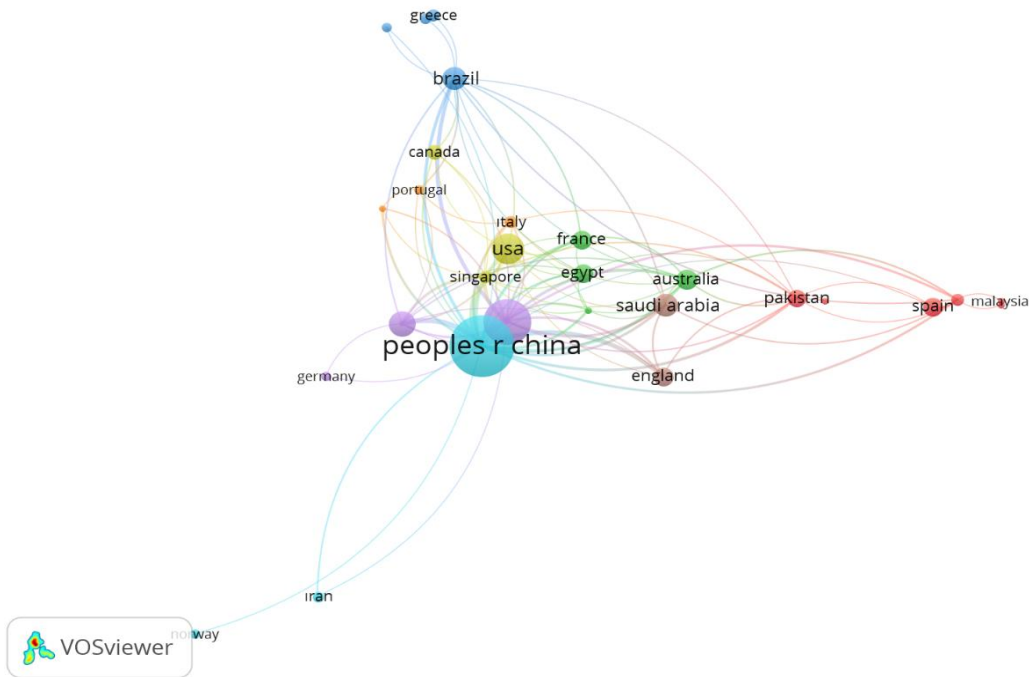 greece
brazil
canada
portugal
italy
usa
france
singapore
egypt
australia
saudi arabia
pakistan
spain
malaysia
peoples r china
germany
england
iran
norway
VOSviewer